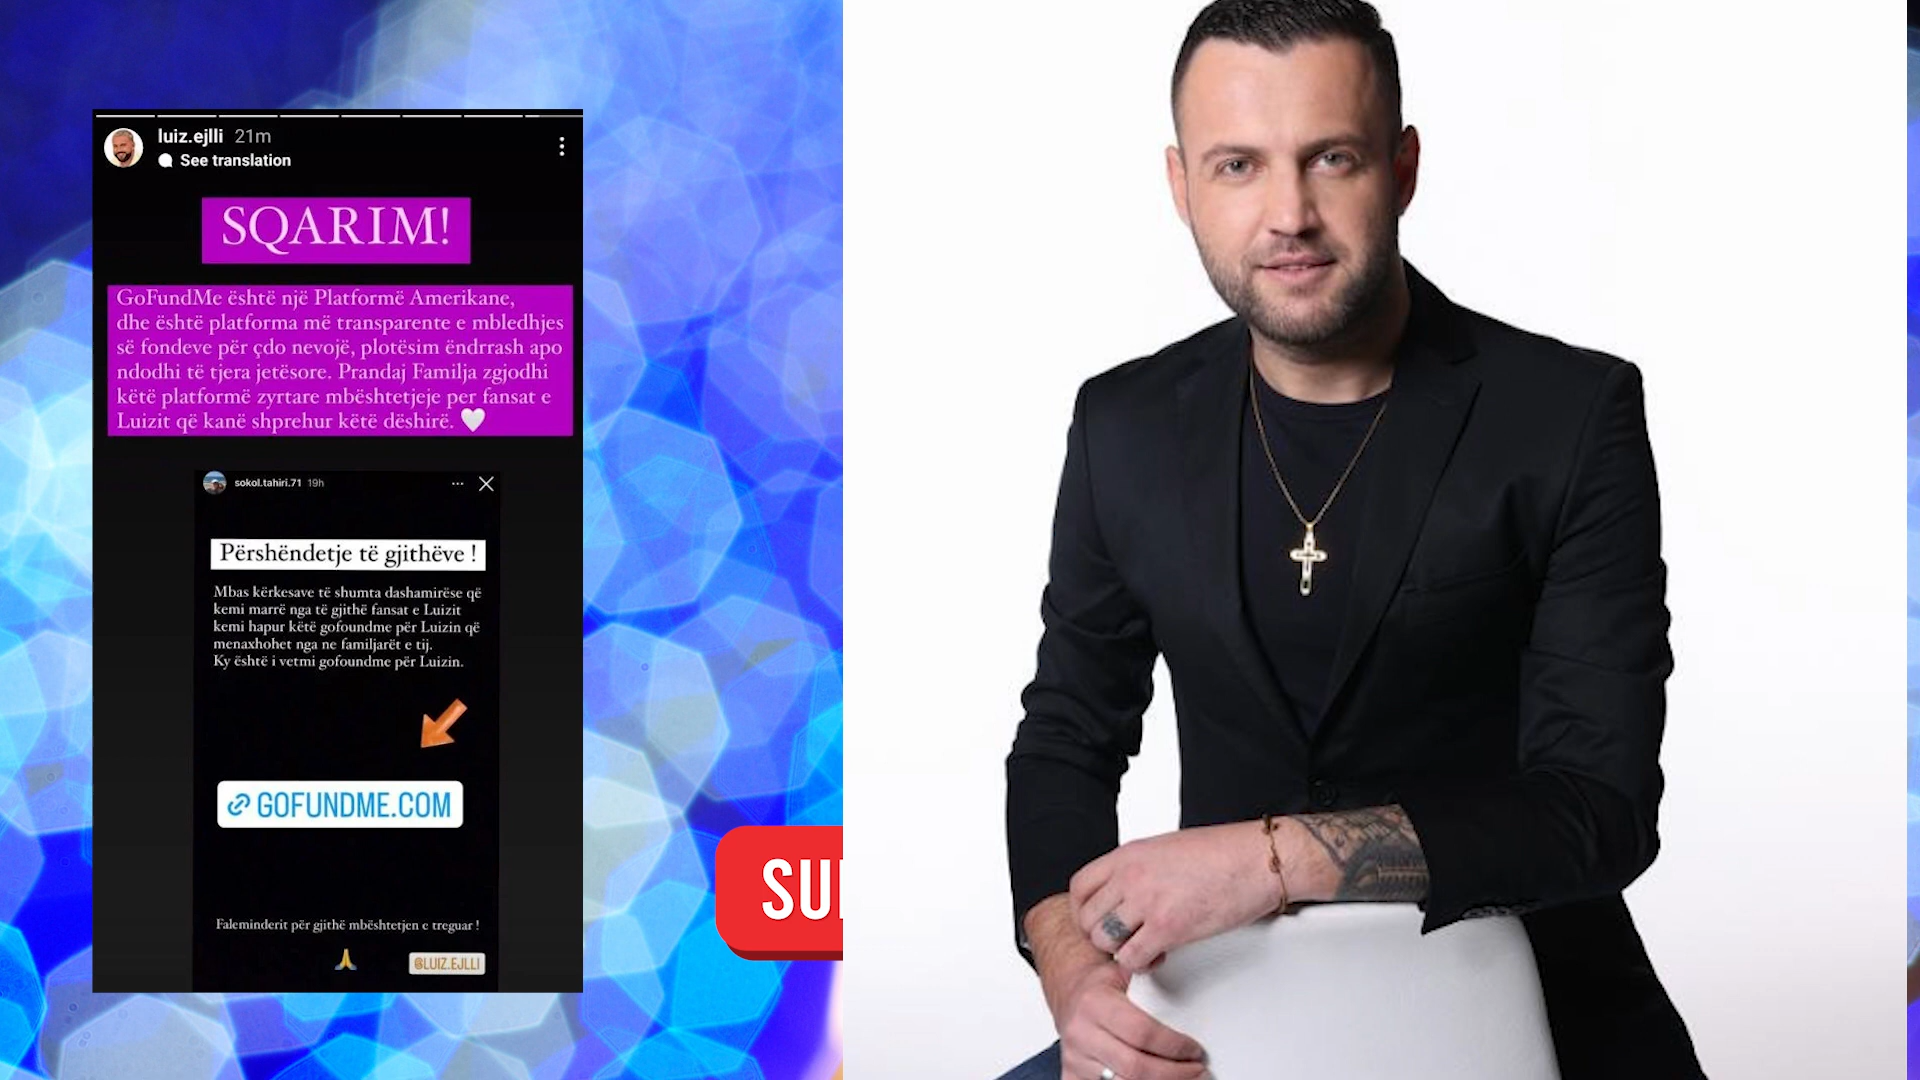 luiz.ejlli 21m
See translation
SQARIM!
GoFundMe është një Platformë Amerikane,
dhe është platforma më transparente e mbledhjes
së fondeve për çdo nevojë, plotësim ëndrrash apo
ndodhi të tjera jetësore. Prandaj Familja zgjodhi
këtë platformë zyrtare mbështetjeje per fansat e
Luizit që kanë shprehur këtë dëshirë. 🤍
sokol.tahiri.71 19h
Përshëndetje të gjithëve !
Mbas kërkesave të shumta dashamirëse që
kemi marrë nga të gjithë fansat e Luizit
kemi hapur këtë gofoundme për Luizin që
menaxhohet nga ne familjarët e tij.
Ky është i vetmi gofoundme për Luizin.
GOFUNDME.COM
Faleminderit për gjithë mbështetjen e treguar !
🙏
@LUIZ.EJLLI
SU